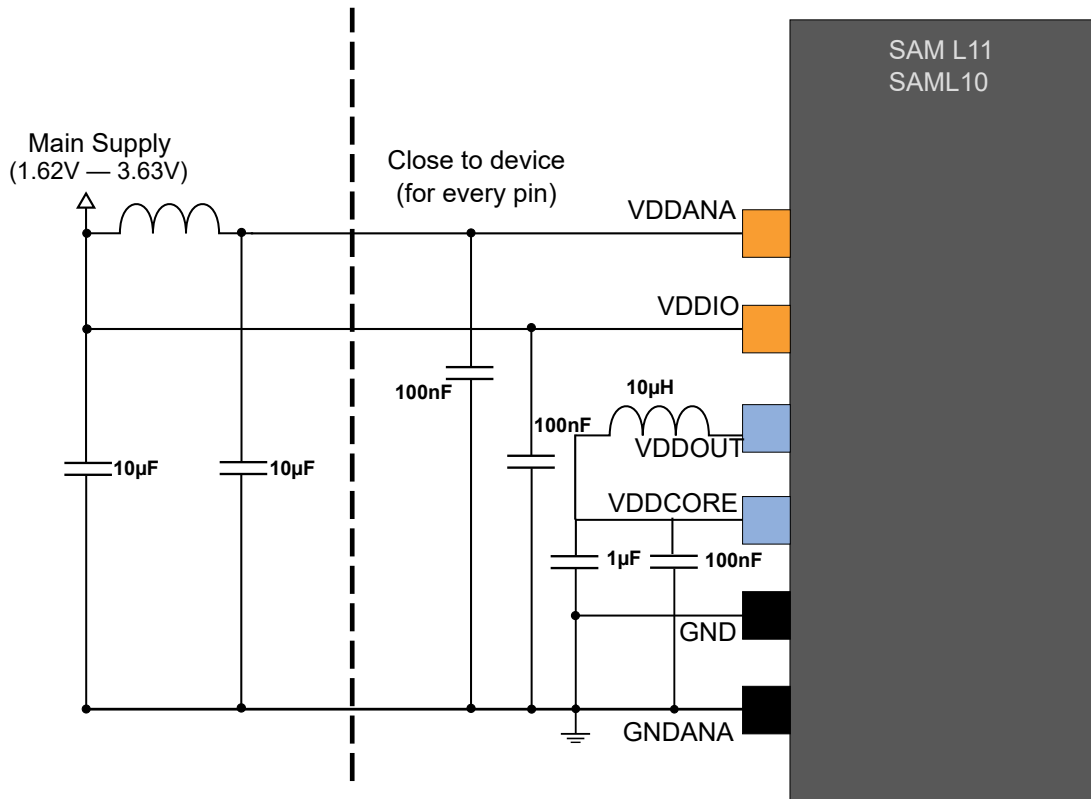 SAM L11
SAML10
Main Supply
(1.62V — 3.63V)
Close to device
(for every pin)
VDDANA
VDDIO
100nF
10µH
100nF
VDDOUT
10µF
10µF
VDDCORE
1µF
100nF
GND
GNDANA